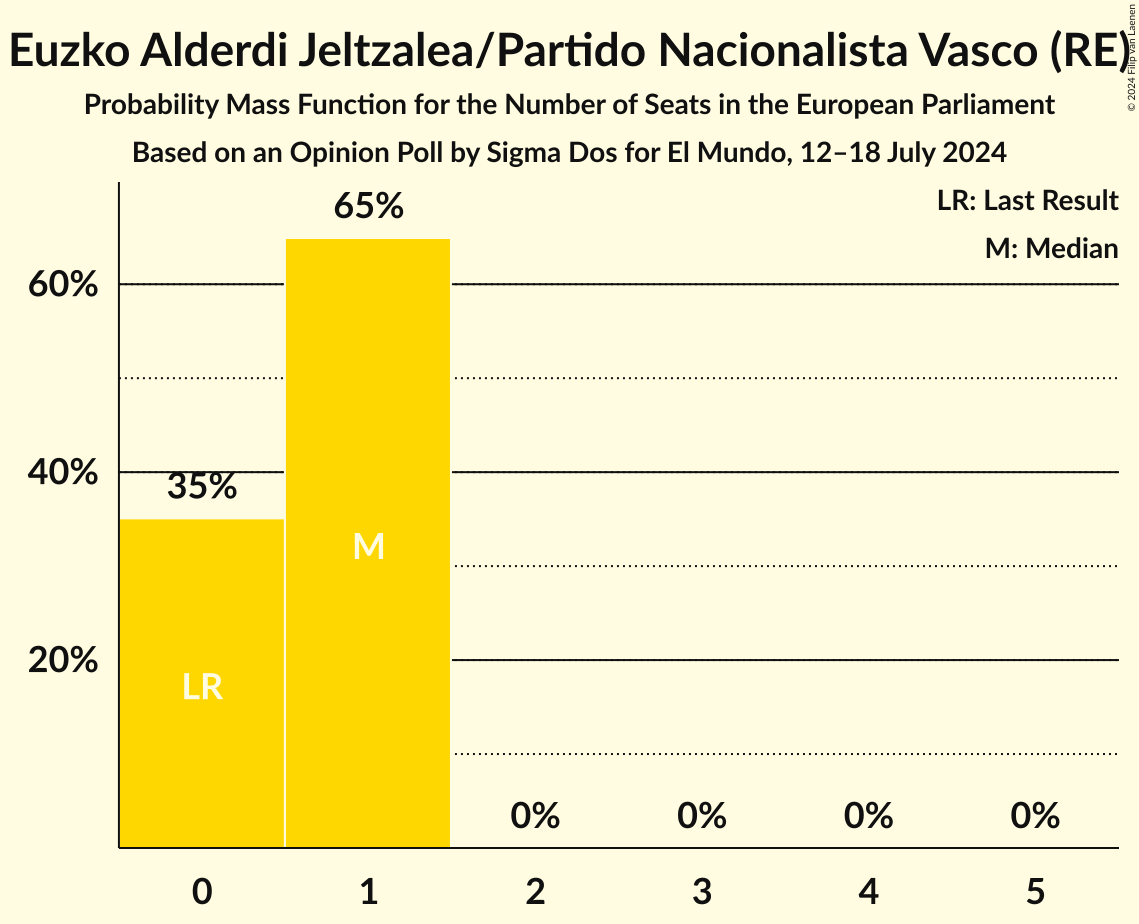 Euzko Alderdi Jeltzalea/Partido Nacionalista Vasco (RE)
© 2024 Filip van Laenen
Probability Mass Function for the Number of Seats in the European Parliament
Based on an Opinion Poll by Sigma Dos for El Mundo, 12–18 July 2024
LR: Last Result
M: Median
65%
60%
40%
35%
M
20%
LR
0% 0% 0% 0%
0 1 2 3 4 5